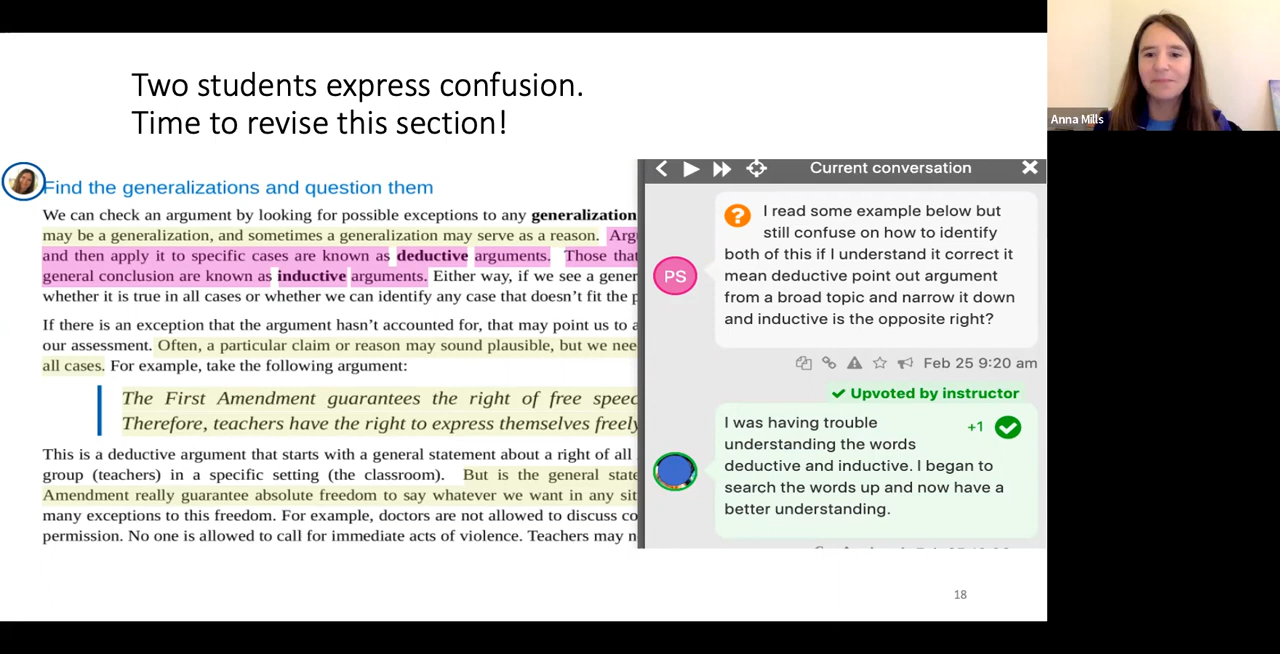 Two students express confusion.
Time to revise this section!
Anna Mills
Find the generalizations and question them
We can check an argument by looking for possible exceptions to any generalization
may be a generalization, and sometimes a generalization may serve as a reason.
and then apply it to specific cases are known as deductive arguments. Those
general conclusion are known as inductive arguments. Either way, if we see a
whether it is true in all cases or whether we can identify any case that doesn't fit the
If there is an exception that the argument hasn't accounted for, that may point us to
our assessment. Often, a particular claim or reason may sound plausible, but we
all cases. For example, take the following argument:
The First Amendment guarantees the right of free
Therefore, teachers have the right to express themselves freely
This is a deductive argument that starts with a general statement about a right of all
group (teachers) in a specific setting (the classroom). But is the general
Amendment really guarantee absolute freedom to say whatever we want in any
many exceptions to this freedom. For example, doctors are not allowed to discuss
permission. No one is allowed to call for immediate acts of violence. Teachers may
Current conversation
?
I read some example below but
still confuse on how to identify
both of this if I understand it correct it
mean deductive point out argument
from a broad topic and narrow it down
and inductive is the opposite right?
PS
Feb 25 9:20 am
Upvoted by instructor
I was having trouble +1
understanding the words
deductive and inductive. I began to
search the words up and now have a
better understanding.
18